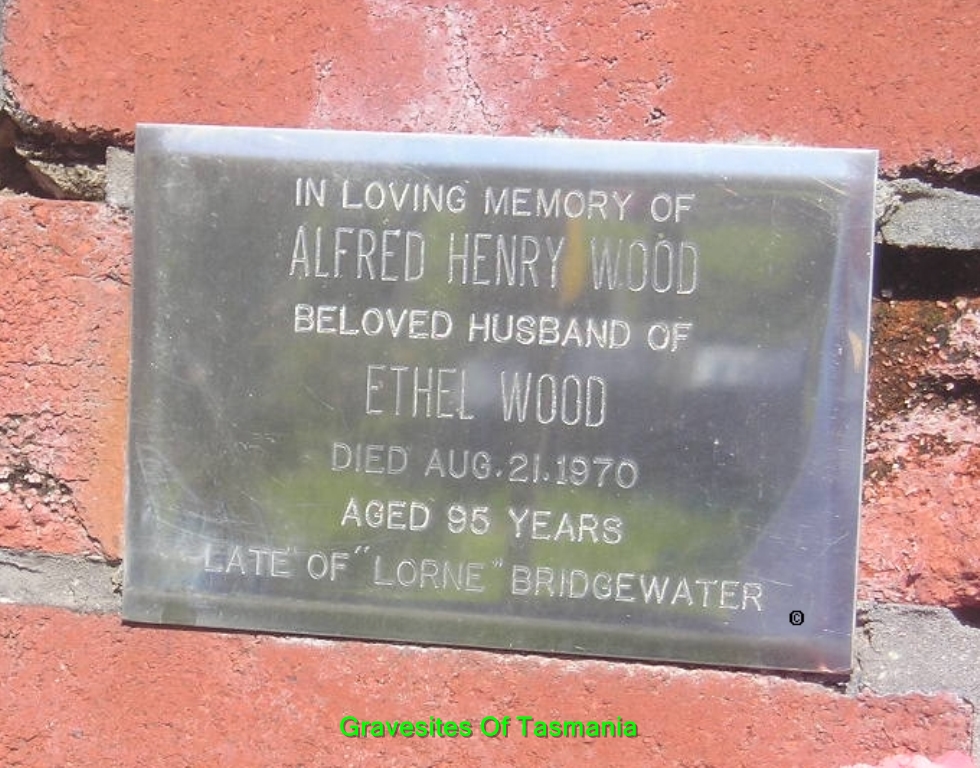 IN LOVING MEMORY OF
ALFRED HENRY WOOD
BELOVED HUSBAND OF
ETHEL WOOD
DIED AUG.21.1970
AGED 95 YEARS
LATE OF "LORNE" BRIDGEWATER
©
Gravesites Of Tasmania